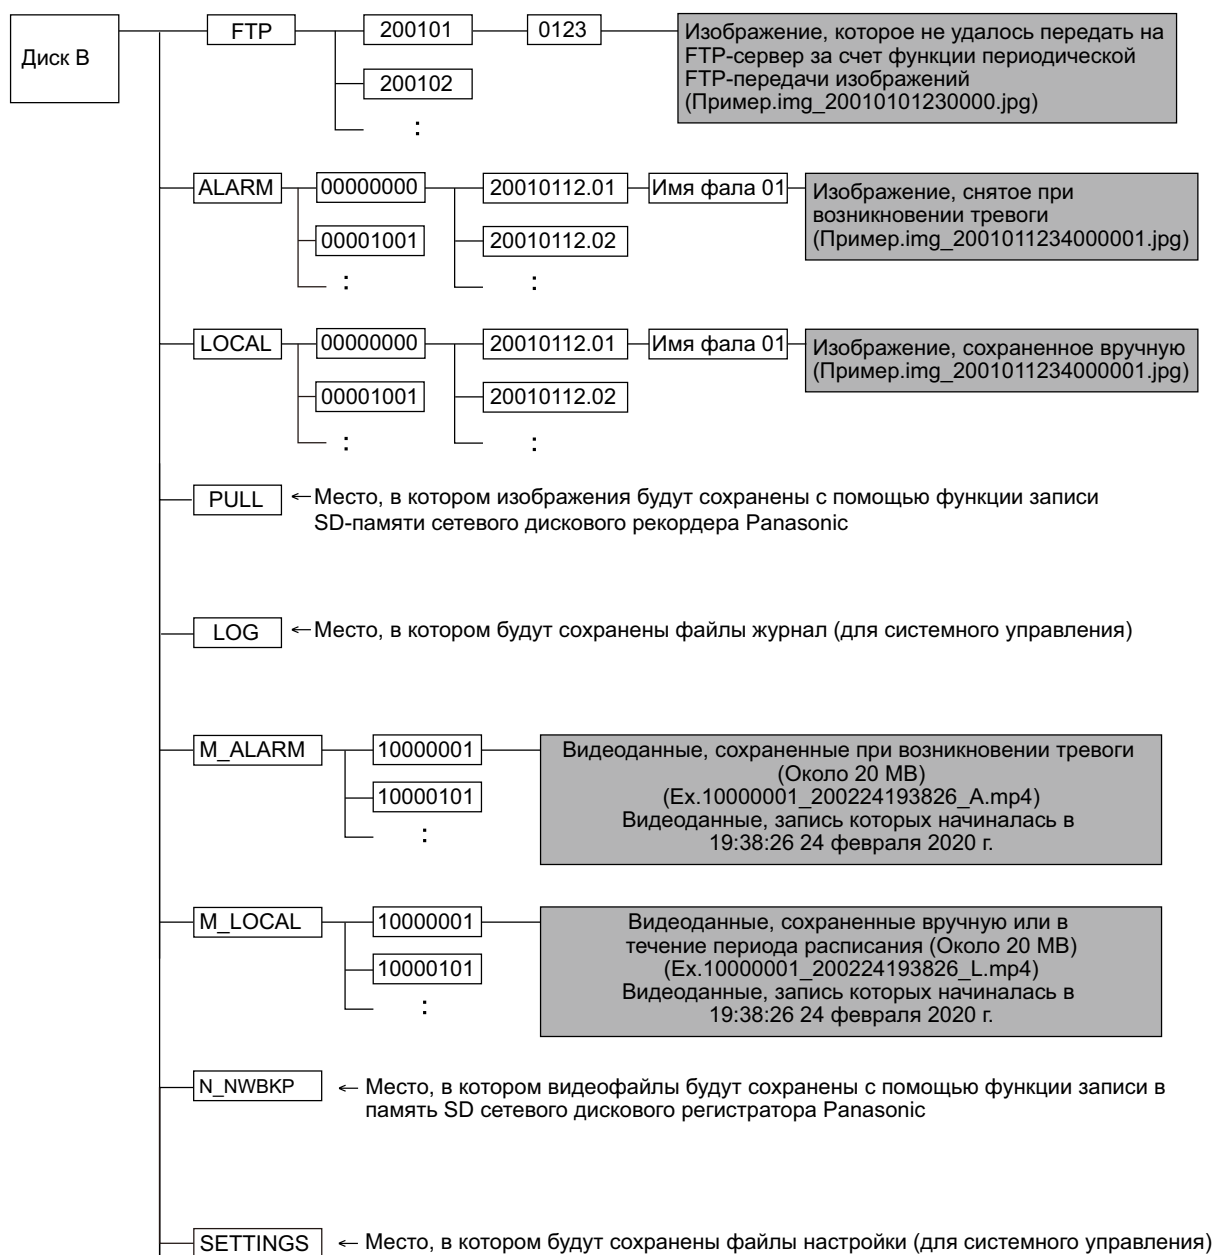 Диск B
FTP
200101
0123
Изображение, которое не удалось передать на
FTP-сервер за счет функции периодической
FTP-передачи изображений
(Пример.img_20010101230000.jpg)
200102
:
ALARM
00000000
20010112.01
Имя фала 01
Изображение, снятое при
возникновении тревоги
(Пример.img_2001011234000001.jpg)
00001001
20010112.02
:
:
LOCAL
00000000
20010112.01
Имя фала 01
Изображение, сохраненное вручную
(Пример.img_2001011234000001.jpg)
00001001
20010112.02
:
:
PULL
←Место, в котором изображения будут сохранены с помощью функции записи
SD-памяти сетевого дискового рекордера Panasonic
LOG
←Место, в котором будут сохранены файлы журнал (для системного управления)
M_ALARM
10000001
Видеоданные, сохраненные при возникновении тревоги
(Около 20 MB)
(Ex.10000001_200224193826_A.mp4)
Видеоданные, запись которых начиналась в
19:38:26 24 февраля 2020 г.
10000101
:
M_LOCAL
10000001
Видеоданные, сохраненные вручную или в
течение периода расписания (Около 20 MB)
(Ex.10000001_200224193826_L.mp4)
Видеоданные, запись которых начиналась в
19:38:26 24 февраля 2020 г.
10000101
:
N_NWBKP
← Место, в котором видеофайлы будут сохранены с помощью функции записи в
память SD сетевого дискового регистратора Panasonic
SETTINGS
← Место, в котором будут сохранены файлы настройки (для системного управления)